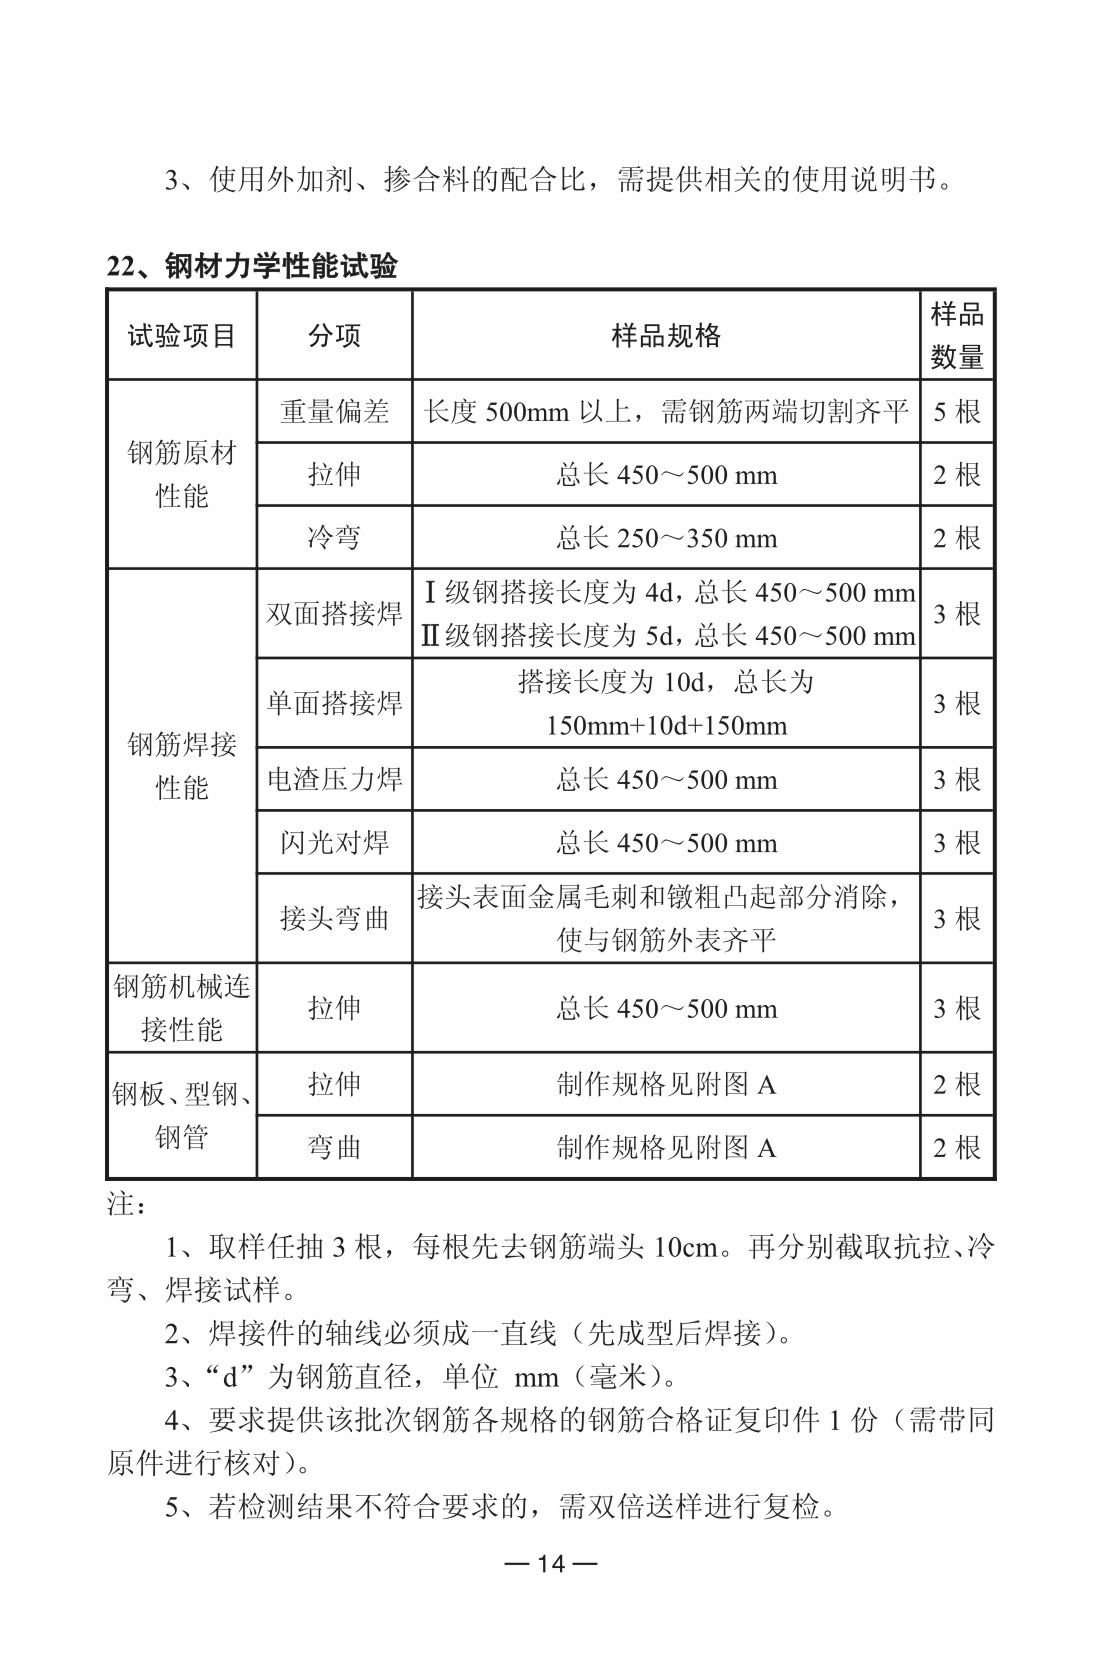 3、使用外加剂、掺合料的配合比，需提供相关的使用说明书。
22、钢材力学性能试验
试验项目 分项 样品规格 样品
数量
钢筋原材
性能
重量偏差 长度 500mm 以上，需钢筋两端切割齐平 5 根
拉伸 总长 450～500 mm 2 根
冷弯 总长 250～350 mm 2 根
钢筋焊接
性能
双面搭接焊 Ⅰ级钢搭接长度为 4d，总长 450～500 mm
Ⅱ级钢搭接长度为 5d，总长 450～500 mm
3 根
单面搭接焊 搭接长度为 10d，总长为
150mm+10d+150mm
3 根
电渣压力焊 总长 450～500 mm 3 根
闪光对焊 总长 450～500 mm 3 根
接头弯曲 接头表面金属毛刺和镦粗凸起部分消除，
使与钢筋外表齐平
3 根
钢筋机械连
接性能
拉伸 总长 450～500 mm 3 根
钢板、型钢、
钢管
拉伸 制作规格见附图 A 2 根
弯曲 制作规格见附图 A 2 根
注：
1、取样任抽 3 根，每根先去钢筋端头 10cm。再分别截取抗拉、冷
弯、焊接试样。
2、焊接件的轴线必须成一直线（先成型后焊接）。
3、“d”为钢筋直径，单位 mm（毫米）。
4、要求提供该批次钢筋各规格的钢筋合格证复印件 1 份（需带同
原件进行核对）。
5、若检测结果不符合要求的，需双倍送样进行复检。
— 14 —